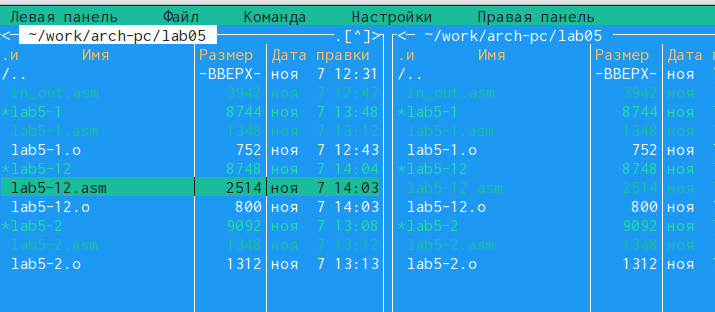 Левая панель Файл Команда Настройки Правая панель
<─ ~/work/arch-pc/lab05 .[^]> <─ ~/work/arch-pc/lab05
.и Имя Размер Дата правки .и Имя Размер Дата п
/.. -ВВЕРХ- ноя 7 12:31 /.. -ВВЕРХ- ноя
in_out.asm 3942 ноя 7 12:47 in_out.asm 3942 ноя
*lab5-1 8744 ноя 7 13:48 *lab5-1 8744 ноя
lab5-1.asm 1348 ноя 7 13:12 lab5-1.asm 1348 ноя
lab5-1.o 752 ноя 7 12:43 lab5-1.o 752 ноя
*lab5-12 8748 ноя 7 14:04 *lab5-12 8748 ноя
lab5-12.asm 2514 ноя 7 14:03 lab5-12.asm 2514 ноя
lab5-12.o 800 ноя 7 14:03 lab5-12.o 800 ноя
*lab5-2 9092 ноя 7 13:08 *lab5-2 9092 ноя
lab5-2.asm 1348 ноя 7 13:12 lab5-2.asm 1348 ноя
lab5-2.o 1312 ноя 7 13:13 lab5-2.o 1312 ноя